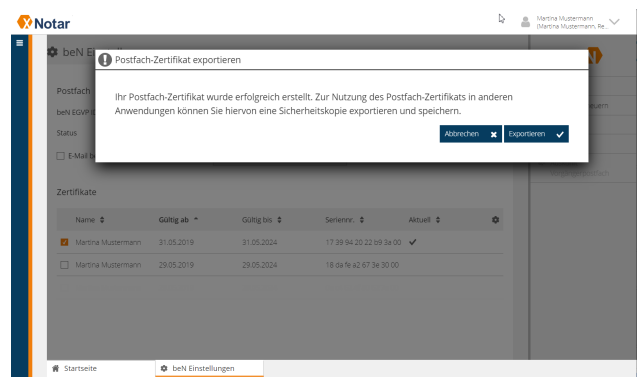 XNotar
Martina Mustermann
(Martina Mustermann, Re...
beN E
Postfach-Zertifikat exportieren
Ihr Postfach-Zertifikat wurde erfolgreich erstellt. Zur Nutzung des Postfach-Zertifikats in anderen
Anwendungen können Sie hiervon eine Sicherheitskopie exportieren und speichern.
Abbrechen Exportieren
Postfach
beN EGVP I
Status
E-Mail b
Zertifikate
Name Gültig ab Gültig bis Seriennr. Aktuell
Martina Mustermann 31.05.2019 31.05.2024 17 39 94 20 22 b9 3e 00
Martina Mustermann 29.05.2019 29.05.2024 18 da fe a2 67 3e 30 00
Startseite beN Einstellungen